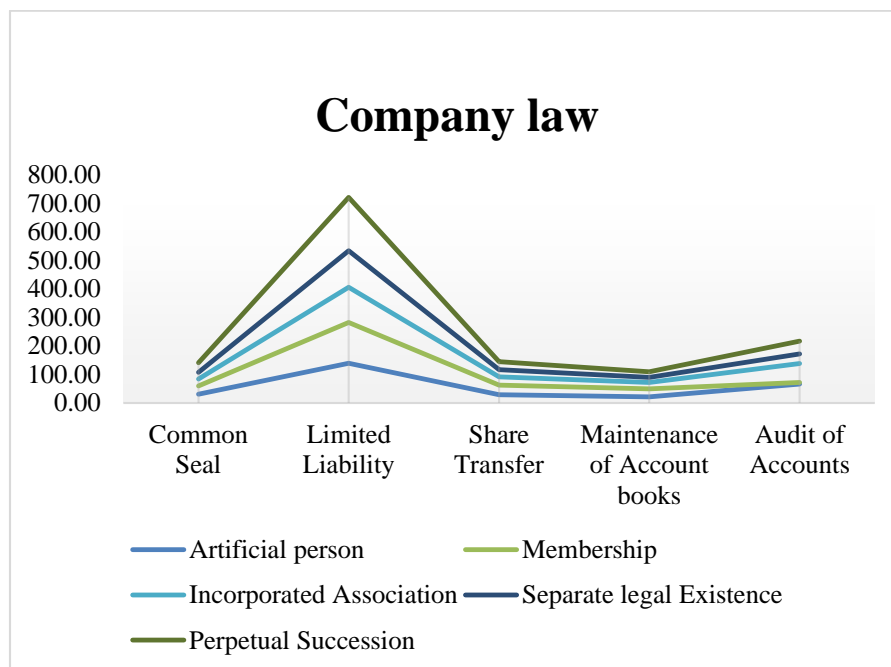 Company law
800.00
700.00
600.00
500.00
400.00
300.00
200.00
100.00
0.00
Common
Seal
Limited
Liability
Share
Transfer
Maintenance
of Account
books
Audit of
Accounts
Artificial person
Membership
Incorporated Association
Separate legal Existence
Perpetual Succession